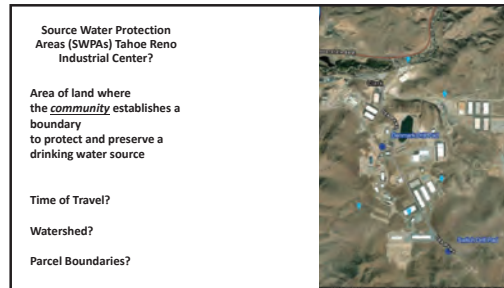 Source Water Protection
Areas (SWPAs) Tahoe Reno
Industrial Center?
Area of land where
the community establishes a
boundary
to protect and preserve a
drinking water source
Time of Travel?
Watershed?
Parcel Boundaries?